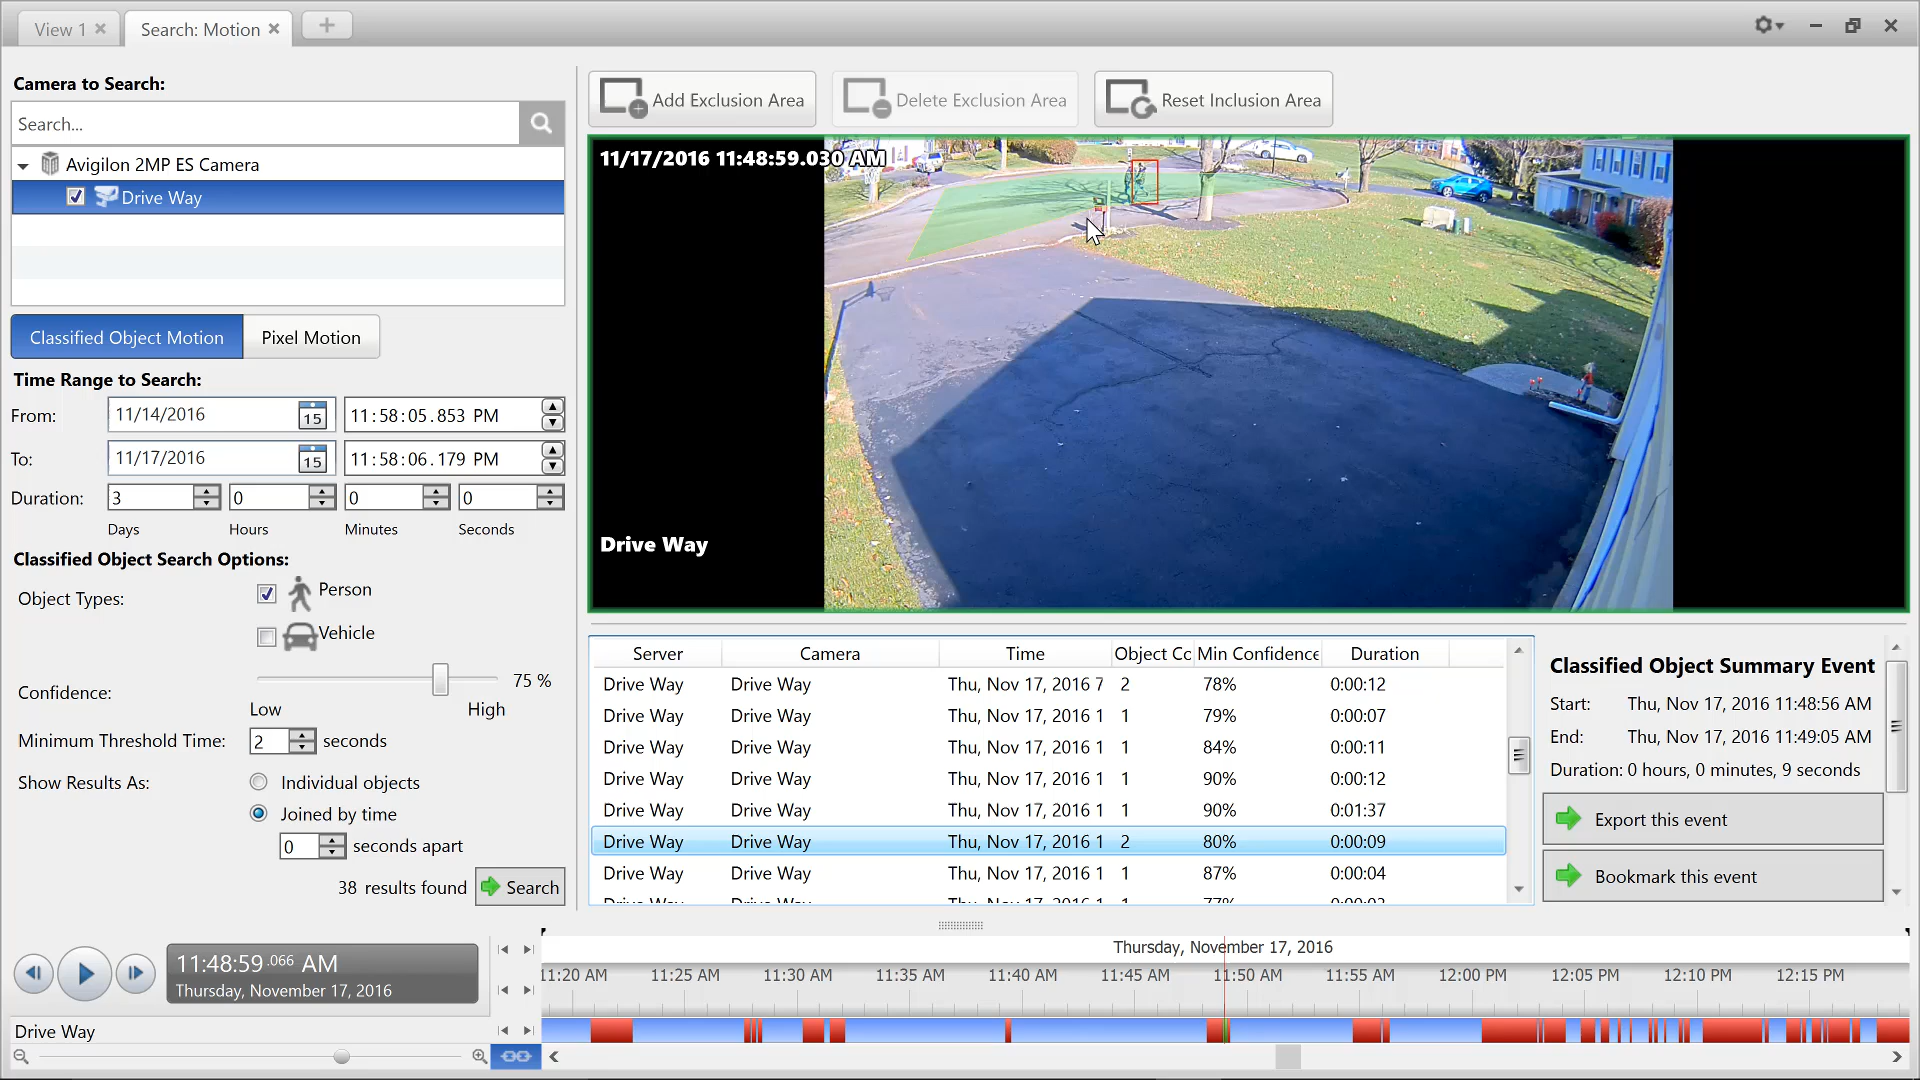 View 1
Search: Motion
Camera to Search:
Search...
Avigilon 2MP ES Camera
Drive Way
Classified Object Motion
Pixel Motion
Time Range to Search:
From: 11/14/2016 15 11:58:05.853 PM
To: 11/17/2016 15 11:58:06.179 PM
Duration: 3 0 0 0
Days Hours Minutes Seconds
Classified Object Search Options:
Object Types: Person
Vehicle
Confidence: 75 %
Low High
Minimum Threshold Time: 2 seconds
Show Results As: Individual objects
Joined by time
0 seconds apart
38 results found Search
Add Exclusion Area
Delete Exclusion Area
Reset Inclusion Area
11/17/2016 11:48:59.030 AM
Drive Way
Server Camera Time Object Co Min Confidence Duration
Drive Way Drive Way Thu, Nov 17, 2016 7 2 78% 0:00:12
Drive Way Drive Way Thu, Nov 17, 2016 1 1 79% 0:00:07
Drive Way Drive Way Thu, Nov 17, 2016 1 1 84% 0:00:11
Drive Way Drive Way Thu, Nov 17, 2016 1 1 90% 0:00:12
Drive Way Drive Way Thu, Nov 17, 2016 1 1 90% 0:01:37
Drive Way Drive Way Thu, Nov 17, 2016 1 2 80% 0:00:09
Drive Way Drive Way Thu, Nov 17, 2016 1 1 87% 0:00:04
Classified Object Summary Event
Start: Thu, Nov 17, 2016 11:48:56 AM
End: Thu, Nov 17, 2016 11:49:05 AM
Duration: 0 hours, 0 minutes, 9 seconds
Export this event
Bookmark this event
11:48:59.066 AM
Thursday, November 17, 2016
Drive Way
Thursday, November 17, 2016
11:20 AM 11:25 AM 11:30 AM 11:35 AM 11:40 AM 11:45 AM 11:50 AM 11:55 AM 12:00 PM 12:05 PM 12:10 PM 12:15 PM